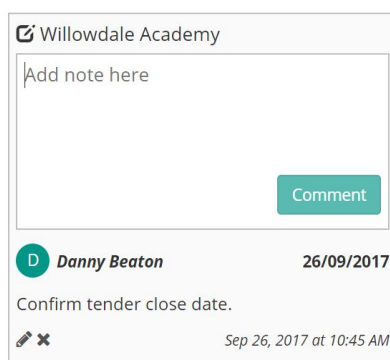 Willowdale Academy
Add note here
Comment
D Danny Beaton 26/09/2017
Confirm tender close date.
Sep 26, 2017 at 10:45 AM